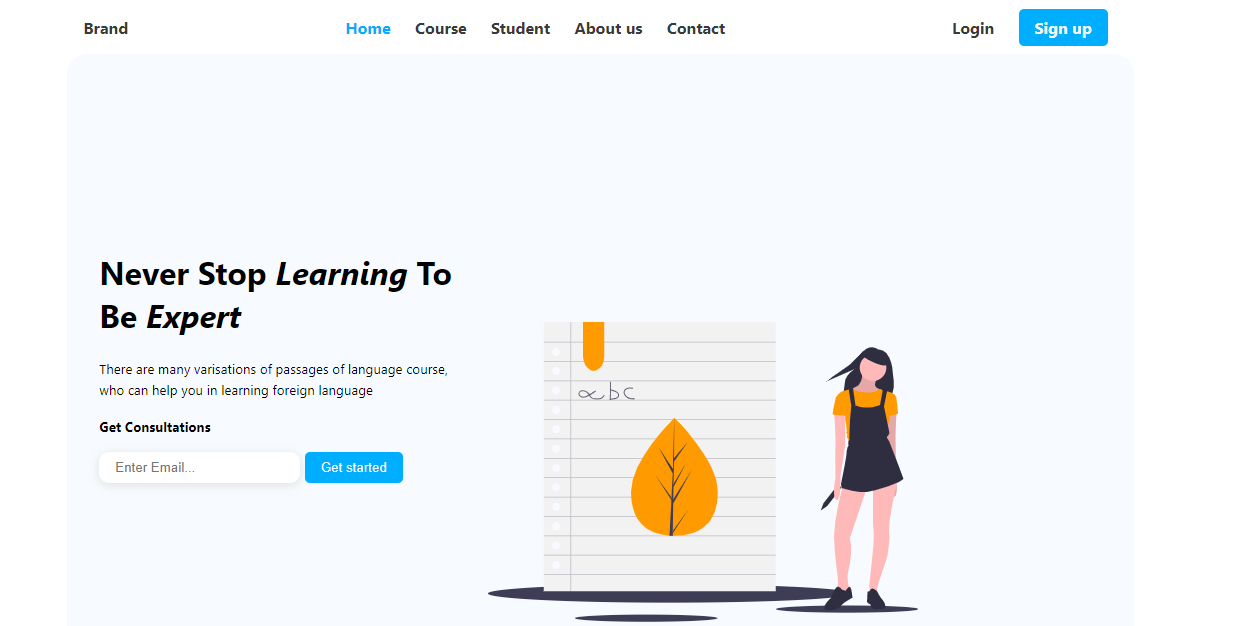 Brand Home Course Student About us Contact Login Sign up
Never Stop Learning To
Be Expert
There are many varisations of passages of language course,
who can help you in learning foreign language
Get Consultations
Enter Email... Get started
abc